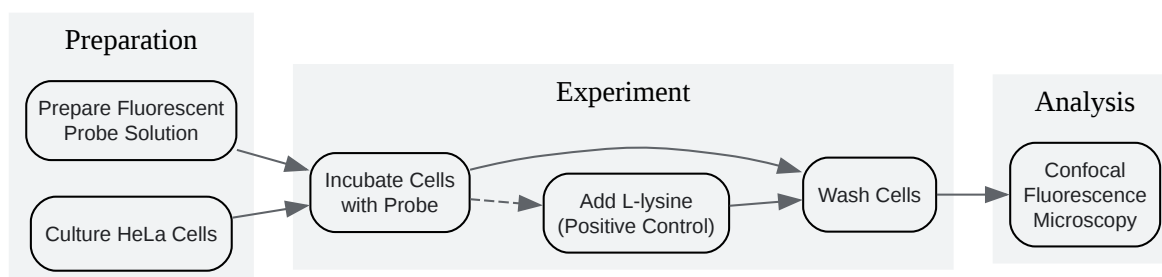 Preparation
Prepare Fluorescent
Probe Solution
Culture HeLa Cells
Experiment
Incubate Cells
with Probe
Add L-lysine
(Positive Control)
Wash Cells
Analysis
Confocal
Fluorescence
Microscopy